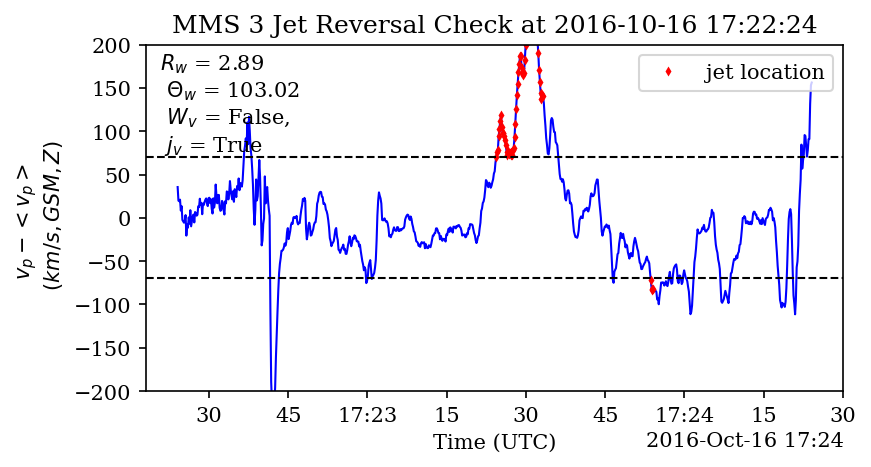 MMS 3 Jet Reversal Check at 2016-10-16 17:22:24
R_w = 2.89
Θ_w = 103.02
W_v = False,
j_v = True
jet location
200
150
100
50
0
−50
−100
−150
−200
v_p − < v_p >
(km/s, GSM, Z)
30 45 17:23 15 30 45 17:24 15 30
Time (UTC)
2016-Oct-16 17:24